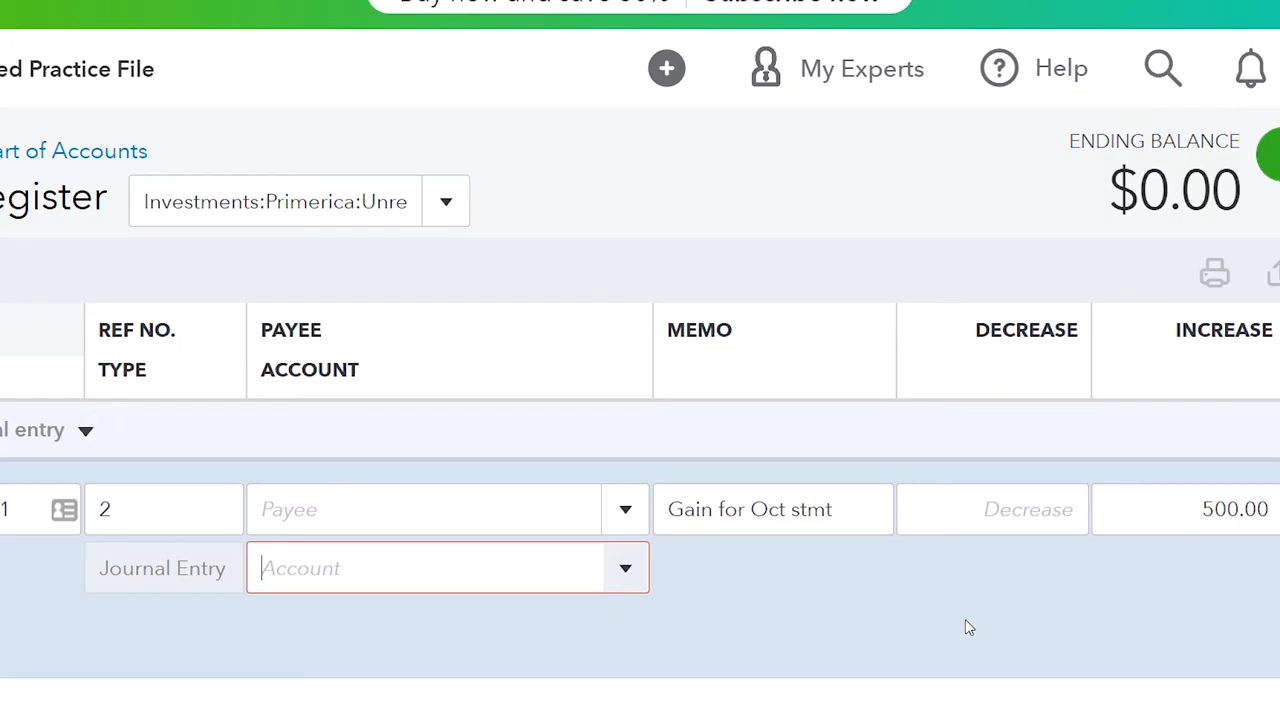 ed Practice File
My Experts
Help
art of Accounts
ENDING BALANCE
egister
Investments:Primerica:Unre
$0.00
REF NO.
PAYEE
MEMO
DECREASE
INCREASE
TYPE
ACCOUNT
l entry
1
2
Payee
Gain for Oct stmt
Decrease
500.00
Journal Entry
Account